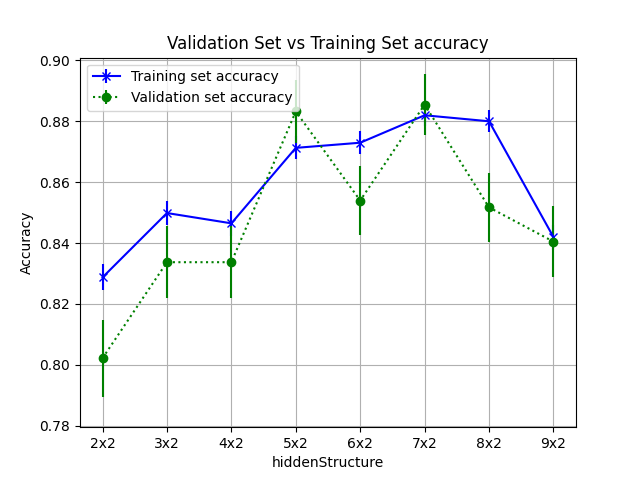 Validation Set vs Training Set accuracy
Training set accuracy
Validation set accuracy
0.90
0.88
0.86
0.84
0.82
0.80
0.78
Accuracy
2x2 3x2 4x2 5x2 6x2 7x2 8x2 9x2
hiddenStructure